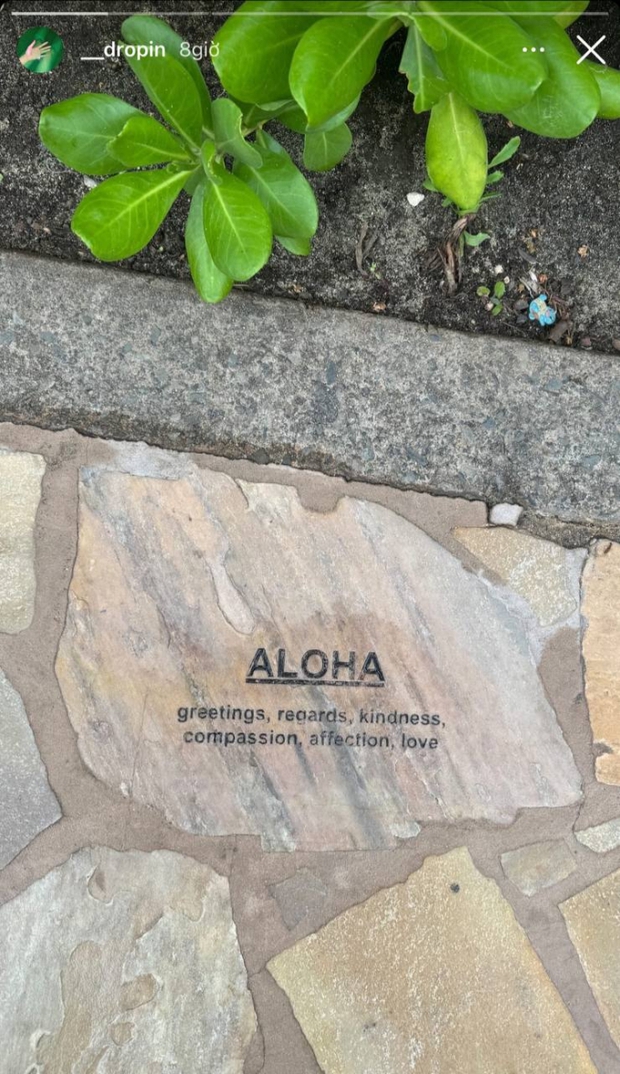 __dropin 8giờ
ALOHA
greetings, regards, kindness,
compassion, affection, love